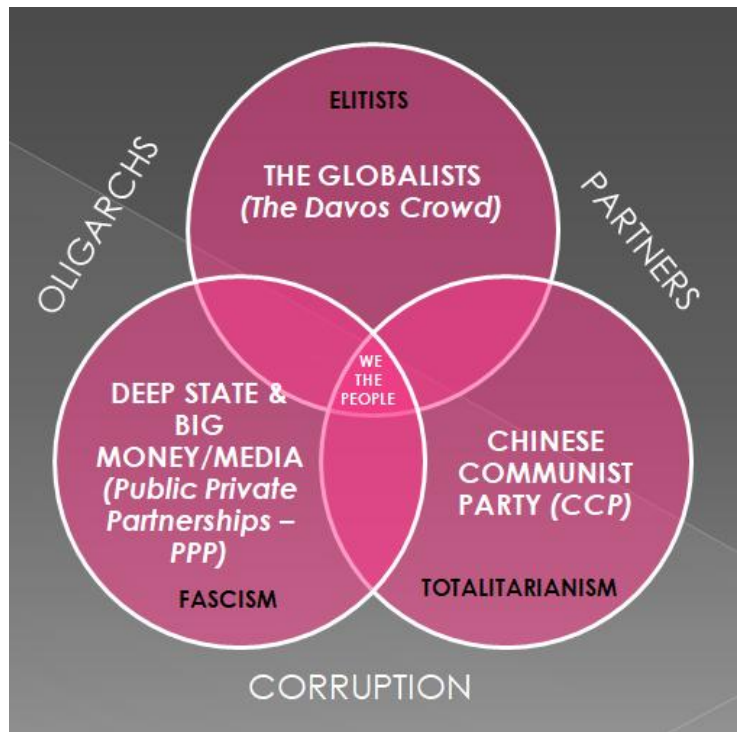 ELITISTS
THE GLOBALISTS
(The Davos Crowd)
OLIGARCHS
PARTNERS
WE
THE
PEOPLE
DEEP STATE &
BIG
MONEY/MEDIA
(Public Private
Partnerships –
PPP)
FASCISM
CHINESE
COMMUNIST
PARTY (CCP)
TOTALITARIANISM
CORRUPTION